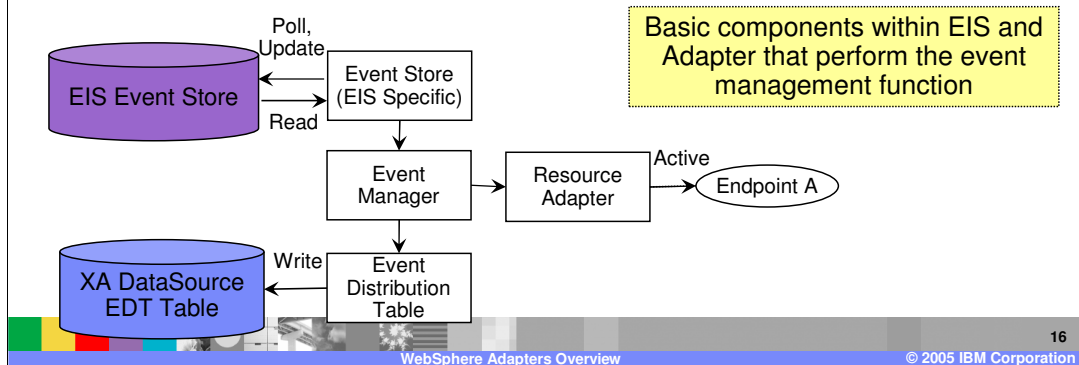 Poll,
Update
EIS Event Store
Read
Event Store
(EIS Specific)
Basic components within EIS and
Adapter that perform the event
management function
Event
Manager
Resource
Adapter
Active
Endpoint A
XA DataSource
EDT Table
Write
Event
Distribution
Table
16
WebSphere Adapters Overview
© 2005 IBM Corporation